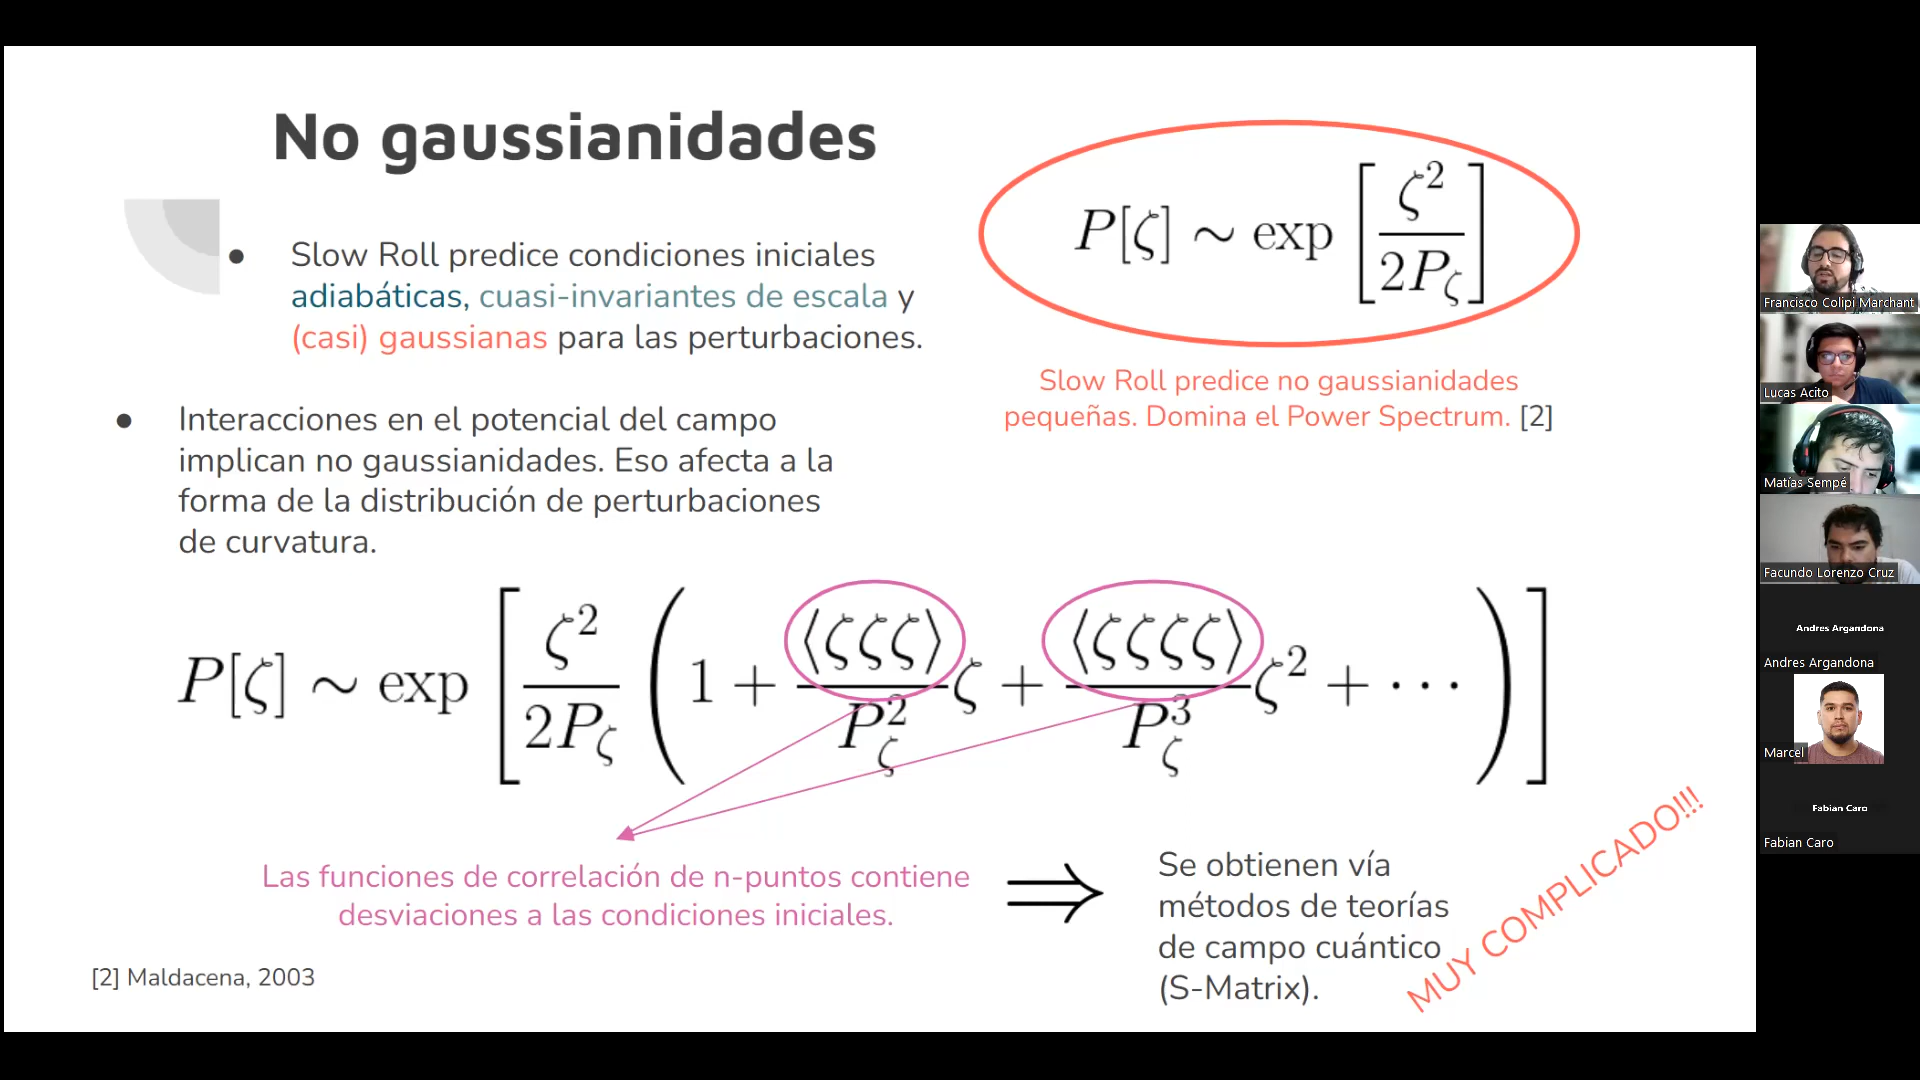 No gaussianidades
● Slow Roll predice condiciones iniciales
adiabáticas, cuasi-invariantes de escala y
(casi) gaussianas para las perturbaciones.
P[ζ] ∼ exp [ζ² / 2P_ζ]
Slow Roll predice no gaussianidades
pequeñas. Domina el Power Spectrum. [2]
● Interacciones en el potencial del campo
implican no gaussianidades. Eso afecta a la
forma de la distribución de perturbaciones
de curvatura.
P[ζ] ∼ exp [ζ² / 2P_ζ (1 + ⟨ζζζ⟩ / P_ζ² ζ + ⟨ζζζζ⟩ / P_ζ³ ζ² + ⋯)]
Las funciones de correlación de n-puntos contiene
desviaciones a las condiciones iniciales.
⇒
Se obtienen vía
métodos de teorías
de campo cuántico
(S-Matrix).
MUY COMPLICADO!!!
[2] Maldacena, 2003
Francisco Colipi Marchant
Lucas Acito
Matías Sempé
Facundo Lorenzo Cruz
Andres Argandona
Andres Argandona
Marcel
Fabian Caro
Fabian Caro